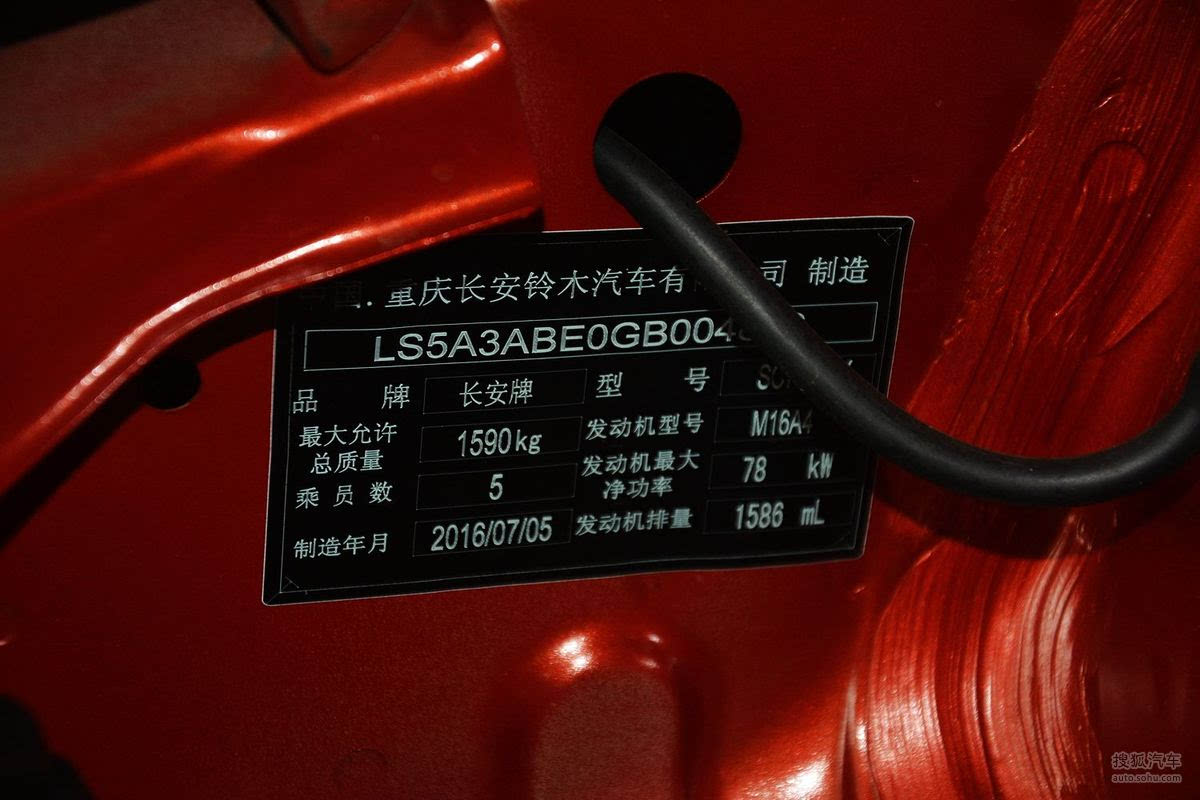 中国.重庆长安铃木汽车有 司 制造
LS5A3ABE0GB004
品 牌 长安牌 型 号
最大允许总质量 1590kg 发动机型号 M16A
乘员数 5 发动机最大净功率 78 kW
制造年月 2016/07/05 发动机排量 1586 mL
搜狐汽车
auto.sohu.com